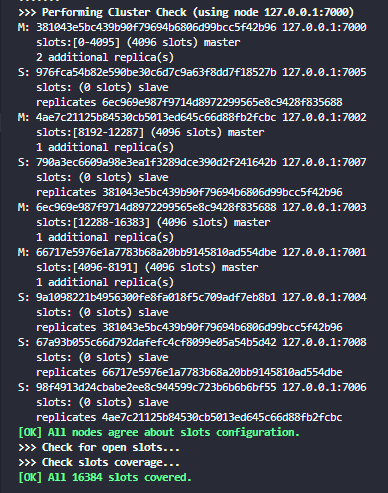 >>> Performing Cluster Check (using node 127.0.0.1:7000)
M: 381043e5bc439b90f79694b6806d99bcc5f42b96 127.0.0.1:7000
slots:[0-4095] (4096 slots) master
2 additional replica(s)
S: 976fca54b82e590be30c6d7c9a63f8dd7f18527b 127.0.0.1:7005
slots: (0 slots) slave
replicates 6ec969e987f9714d8972299565e8c9428f835688
M: 4ae7c21125b84530cb5013ed645c66d88fb2fcbc 127.0.0.1:7002
slots:[8192-12287] (4096 slots) master
1 additional replica(s)
S: 790a3ec6609a98e3ea1f3289dce390d2f241642b 127.0.0.1:7007
slots: (0 slots) slave
replicates 381043e5bc439b90f79694b6806d99bcc5f42b96
M: 6ec969e987f9714d8972299565e8c9428f835688 127.0.0.1:7003
slots:[12288-16383] (4096 slots) master
1 additional replica(s)
M: 66717e5976e1a7783b68a20bb9145810ad554dbe 127.0.0.1:7001
slots:[4096-8191] (4096 slots) master
1 additional replica(s)
S: 9a1098221b4956300fe8fa018f5c709adf7eb8b1 127.0.0.1:7004
slots: (0 slots) slave
replicates 381043e5bc439b90f79694b6806d99bcc5f42b96
S: 67a93b055c66d792dafefc4cf8099e05a54b5d42 127.0.0.1:7008
slots: (0 slots) slave
replicates 66717e5976e1a7783b68a20bb9145810ad554dbe
S: 98f4913d24cbabe2ee8c944599c723b6b6b6bf55 127.0.0.1:7006
slots: (0 slots) slave
replicates 4ae7c21125b84530cb5013ed645c66d88fb2fcbc
[OK] All nodes agree about slots configuration.
>>> Check for open slots...
>>> Check slots coverage...
[OK] All 16384 slots covered.